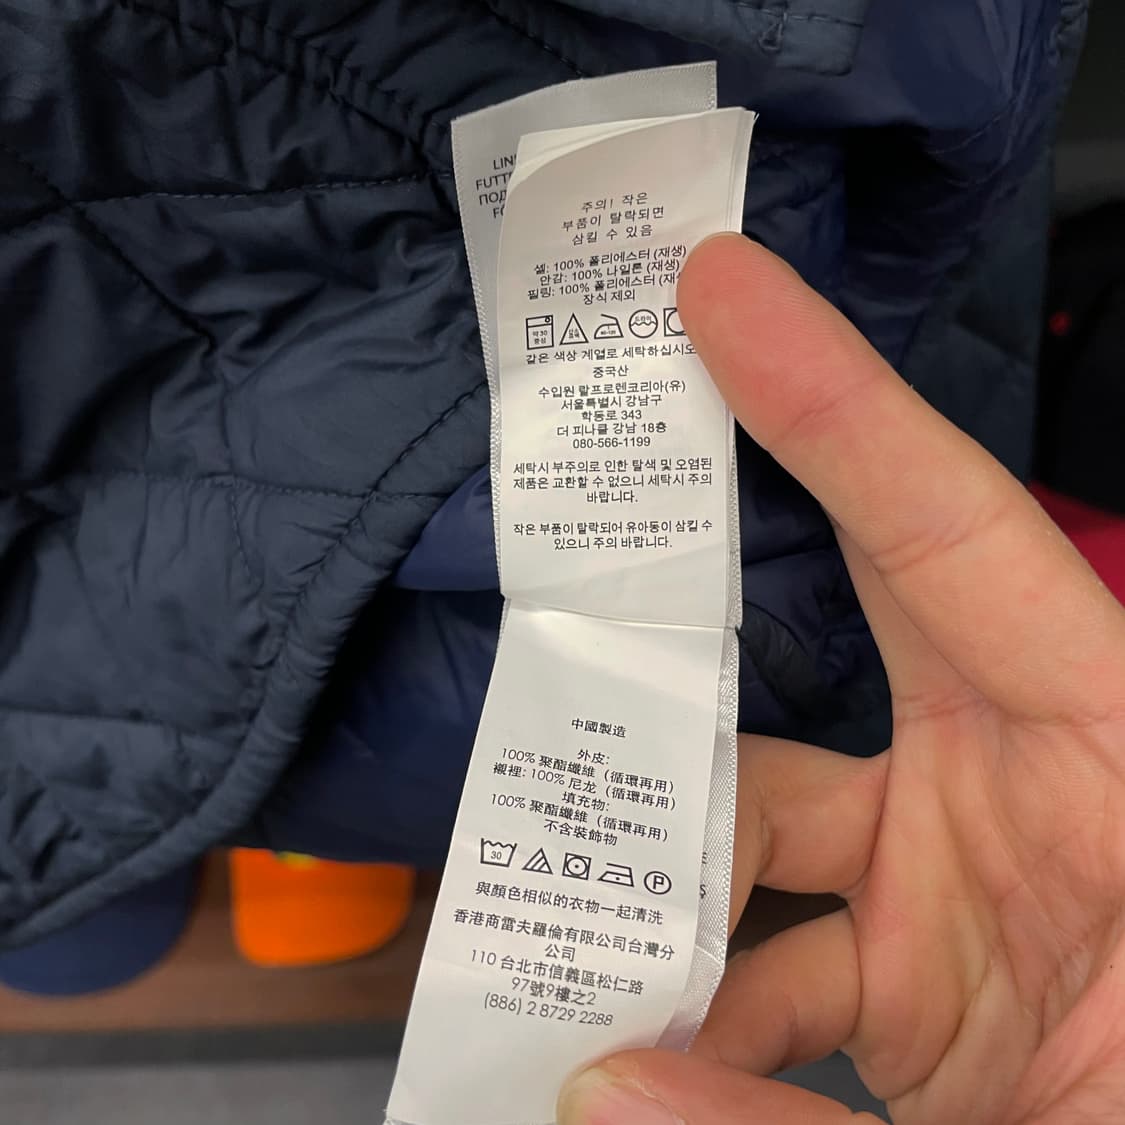 LIN
FUTT
ПОД
주의! 작은
부품이 탈락되면
삼킬 수 있음
셸: 100% 폴리에스터 (재생)
안감: 100% 나일론 (재생)
필링: 100% 폴리에스터 (재생
장식 제외
약 30
중성
같은 색상 계열로 세탁하십시오
중국산
수입원 랄프로렌코리아(유)
서울특별시 강남구
학동로 343
더 피나클 강남 18층
080-566-1199
세탁시 부주의로 인한 탈색 및 오염된
제품은 교환할 수 없으니 세탁시 주의
바랍니다.
작은 부품이 탈락되어 유아동이 삼킬 수
있으니 주의 바랍니다.
中國製造
外皮:
100% 聚酯纖維（循環再用）
襯裡: 100% 尼龙（循環再用）
填充物:
100% 聚酯纖維（循環再用）
不含裝飾物
30 P
與顏色相似的衣物一起清洗
香港商雷夫羅倫有限公司台灣分
公司
110 台北市信義區松仁路
97號9樓之2
(886) 2 8729 2288